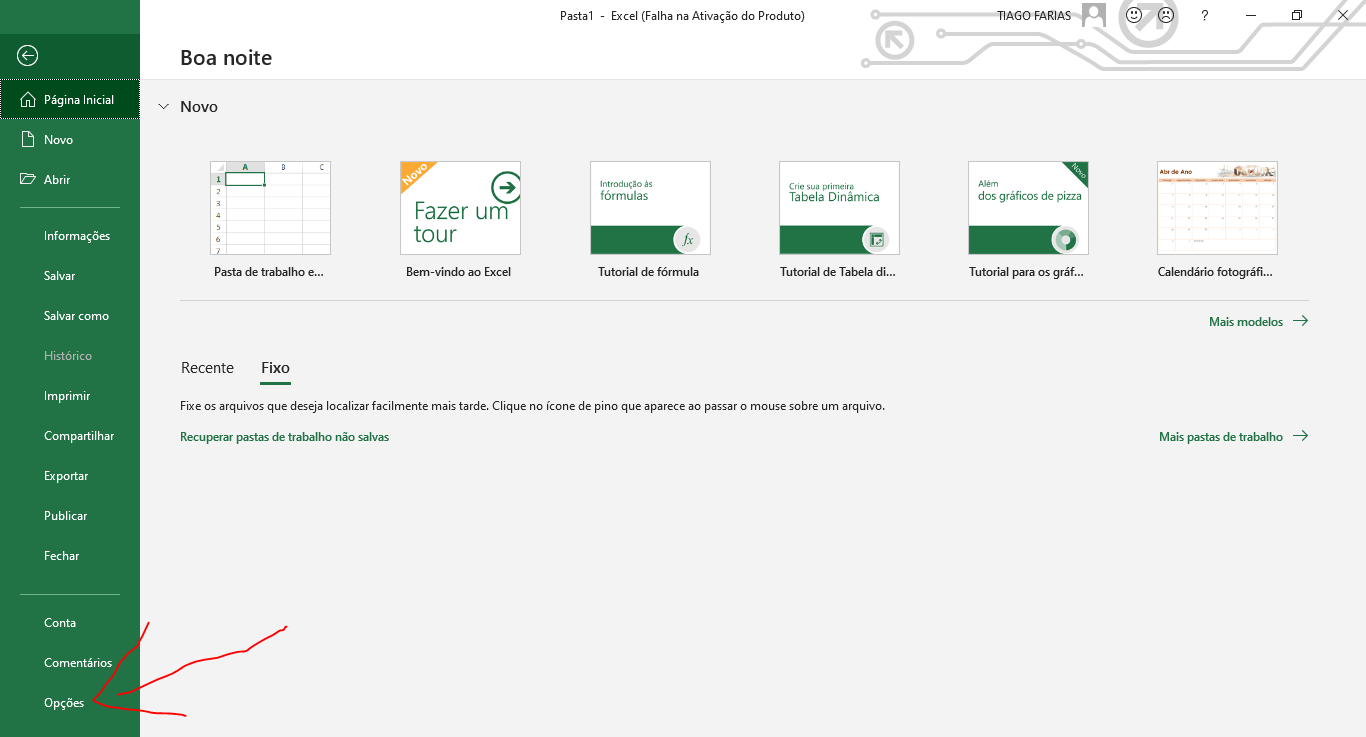 Pasta1 - Excel (Falha na Ativação do Produto)
TIAGO FARIAS
?
Boa noite
Página Inicial
Novo
Abrir
Informações
Salvar
Salvar como
Histórico
Imprimir
Compartilhar
Exportar
Publicar
Fechar
Conta
Comentários
Opções
Novo
A B C
1
2
3
4
5
6
7
Pasta de trabalho e...
Novo
Fazer um
tour
Bem-vindo ao Excel
Introdução às
fórmulas
fx
Tutorial de fórmula
Crie sua primeira
Tabela Dinâmica
Tutorial de Tabela di...
Novo
Além
dos gráficos de pizza
Tutorial para os gráf...
Abr de Ano
Calendário fotográfi...
Mais modelos
Recente Fixo
Fixe os arquivos que deseja localizar facilmente mais tarde. Clique no ícone de pino que aparece ao passar o mouse sobre um arquivo.
Recuperar pastas de trabalho não salvas
Mais pastas de trabalho